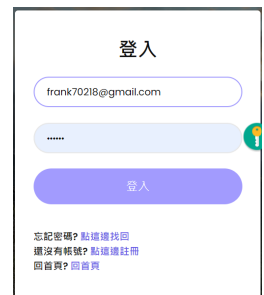 登入
frank70218@gmail.com
••••••
登入
忘記密碼? 點這邊找回
還沒有帳號? 點這邊註冊
回首頁? 回首頁